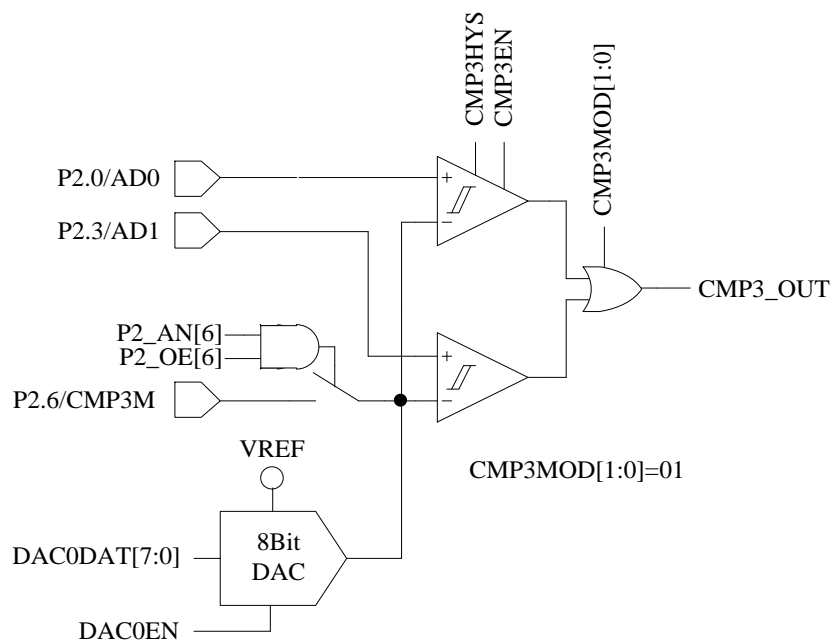 CMP3HYS
CMP3EN
CMP3MOD[1:0]
P2.0/AD0
+
−
P2.3/AD1
CMP3_OUT
P2_AN[6]
P2_OE[6]
+
−
P2.6/CMP3M
VREF
CMP3MOD[1:0]=01
DAC0DAT[7:0]
8Bit
DAC
DAC0EN